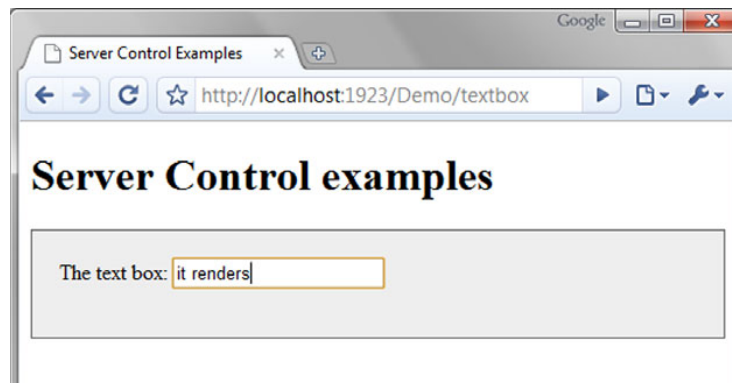 Google
Server Control Examples
http://localhost:1923/Demo/textbox
Server Control examples
The text box: it renders